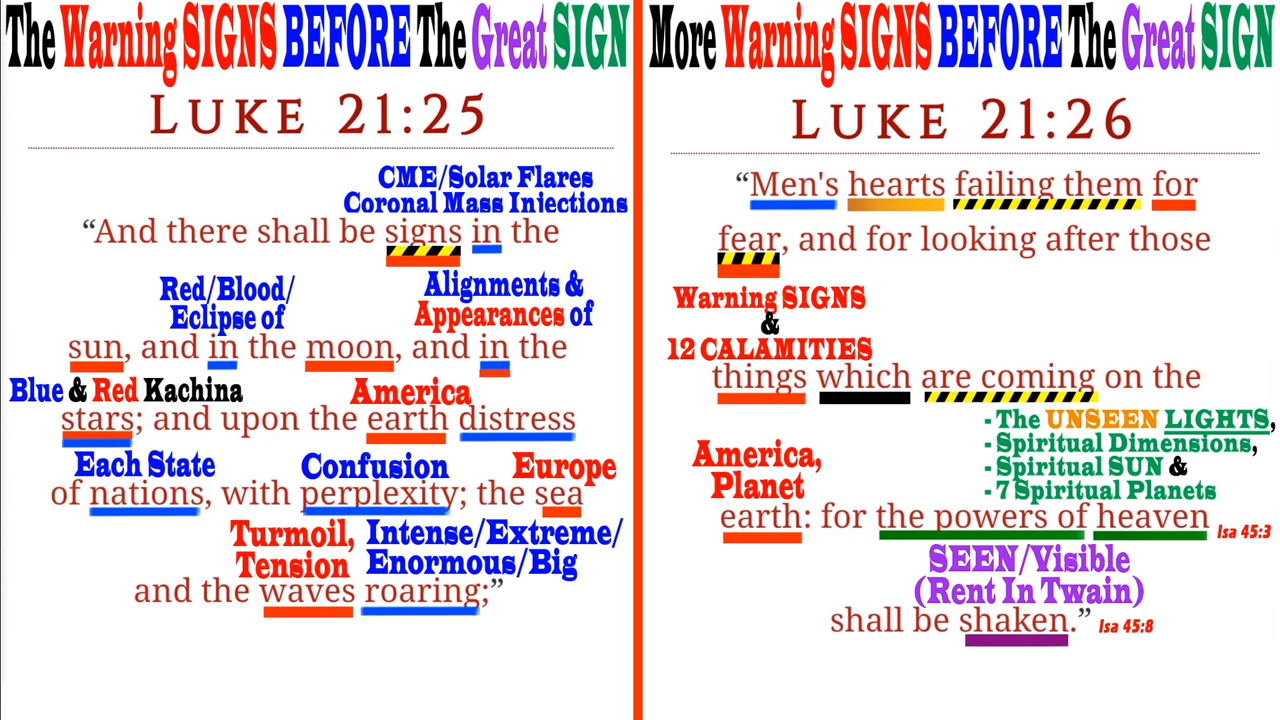 The Warning SIGNS BEFORE The Great SIGN
LUKE 21:25
CME/Solar Flares
Coronal Mass Injections
“And there shall be signs in the
Red/Blood/
Eclipse of
Alignments &
Appearances of
sun, and in the moon, and in the
Blue & Red Kachina
America
stars; and upon the earth distress
Each State
Confusion
Europe
of nations, with perplexity; the sea
Turmoil,
Tension
Intense/Extreme/
Enormous/Big
and the waves roaring;”
More Warning SIGNS BEFORE The Great SIGN
LUKE 21:26
“Men's hearts failing them for
fear, and for looking after those
Warning SIGNS
&
12 CALAMITIES
things which are coming on the
America,
Planet
- The UNSEEN LIGHTS,
- Spiritual Dimensions,
- Spiritual SUN &
- 7 Spiritual Planets
earth: for the powers of heaven Isa 45:3
SEEN/Visible
(Rent In Twain)
shall be shaken.” Isa 45:8